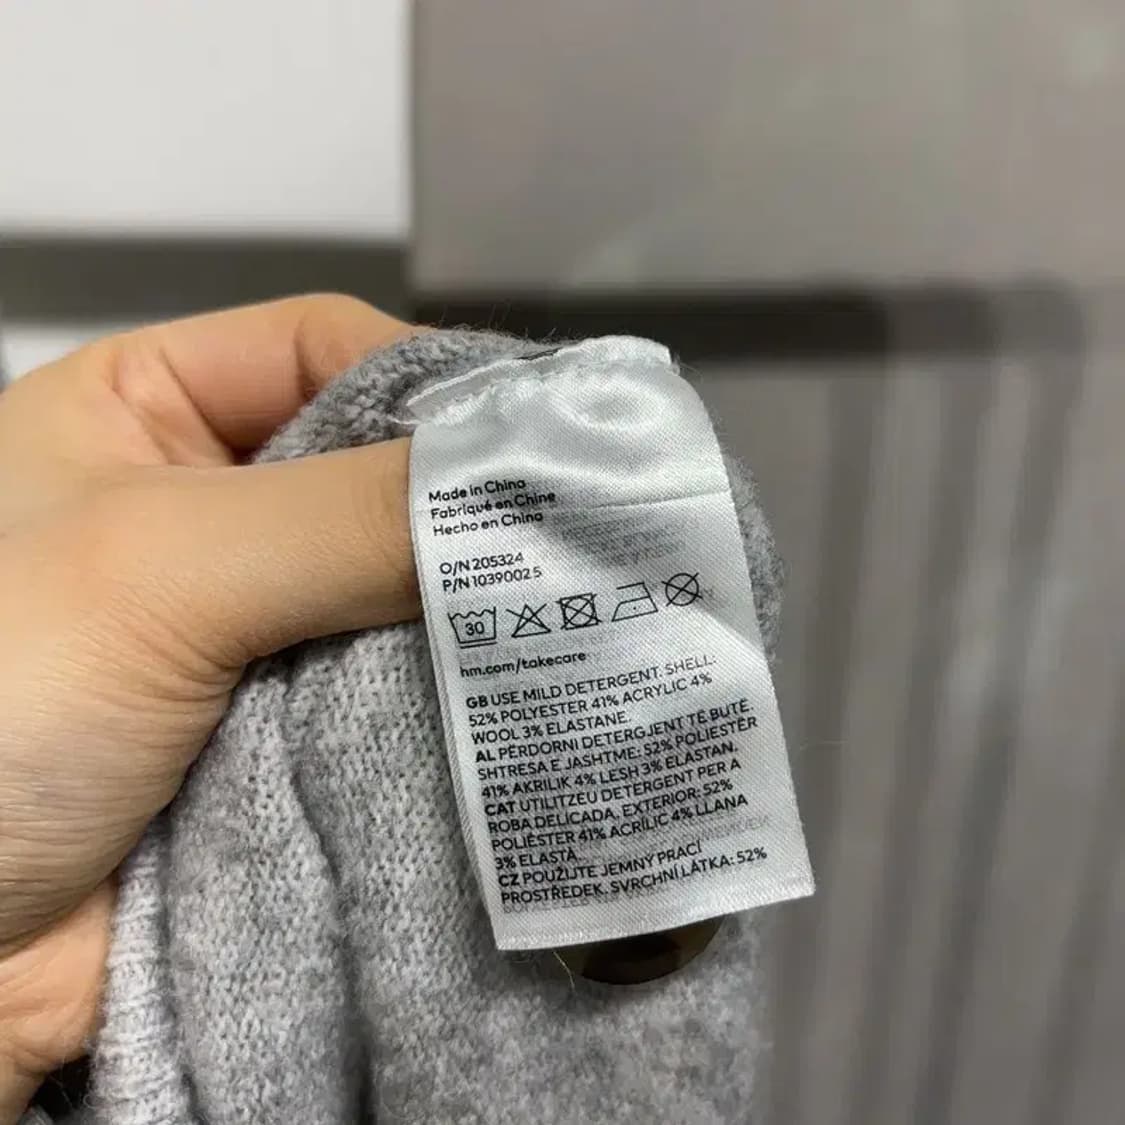 Made in China
Fabriqué en Chine
Hecho en China
O/N 205324
P/N 10390025
30
hm.com/takecare
GB USE MILD DETERGENT. SHELL:
52% POLYESTER 41% ACRYLIC 4%
WOOL 3% ELASTANE.
AL PËRDORNI DETERGJENT TË BUTË.
SHTRESA E JASHTME: 52% POLIESTËR
41% AKRILIK 4% LESH 3% ELASTAN.
CAT UTILITZEU DETERGENT PER A
ROBA DELICADA. EXTERIOR: 52%
POLIÈSTER 41% ACRÍLIC 4% LLANA
3% ELASTÀ.
CZ POUŽIJTE JEMNÝ PRACÍ
PROSTŘEDEK. SVRCHNÍ LÁTKA: 52%